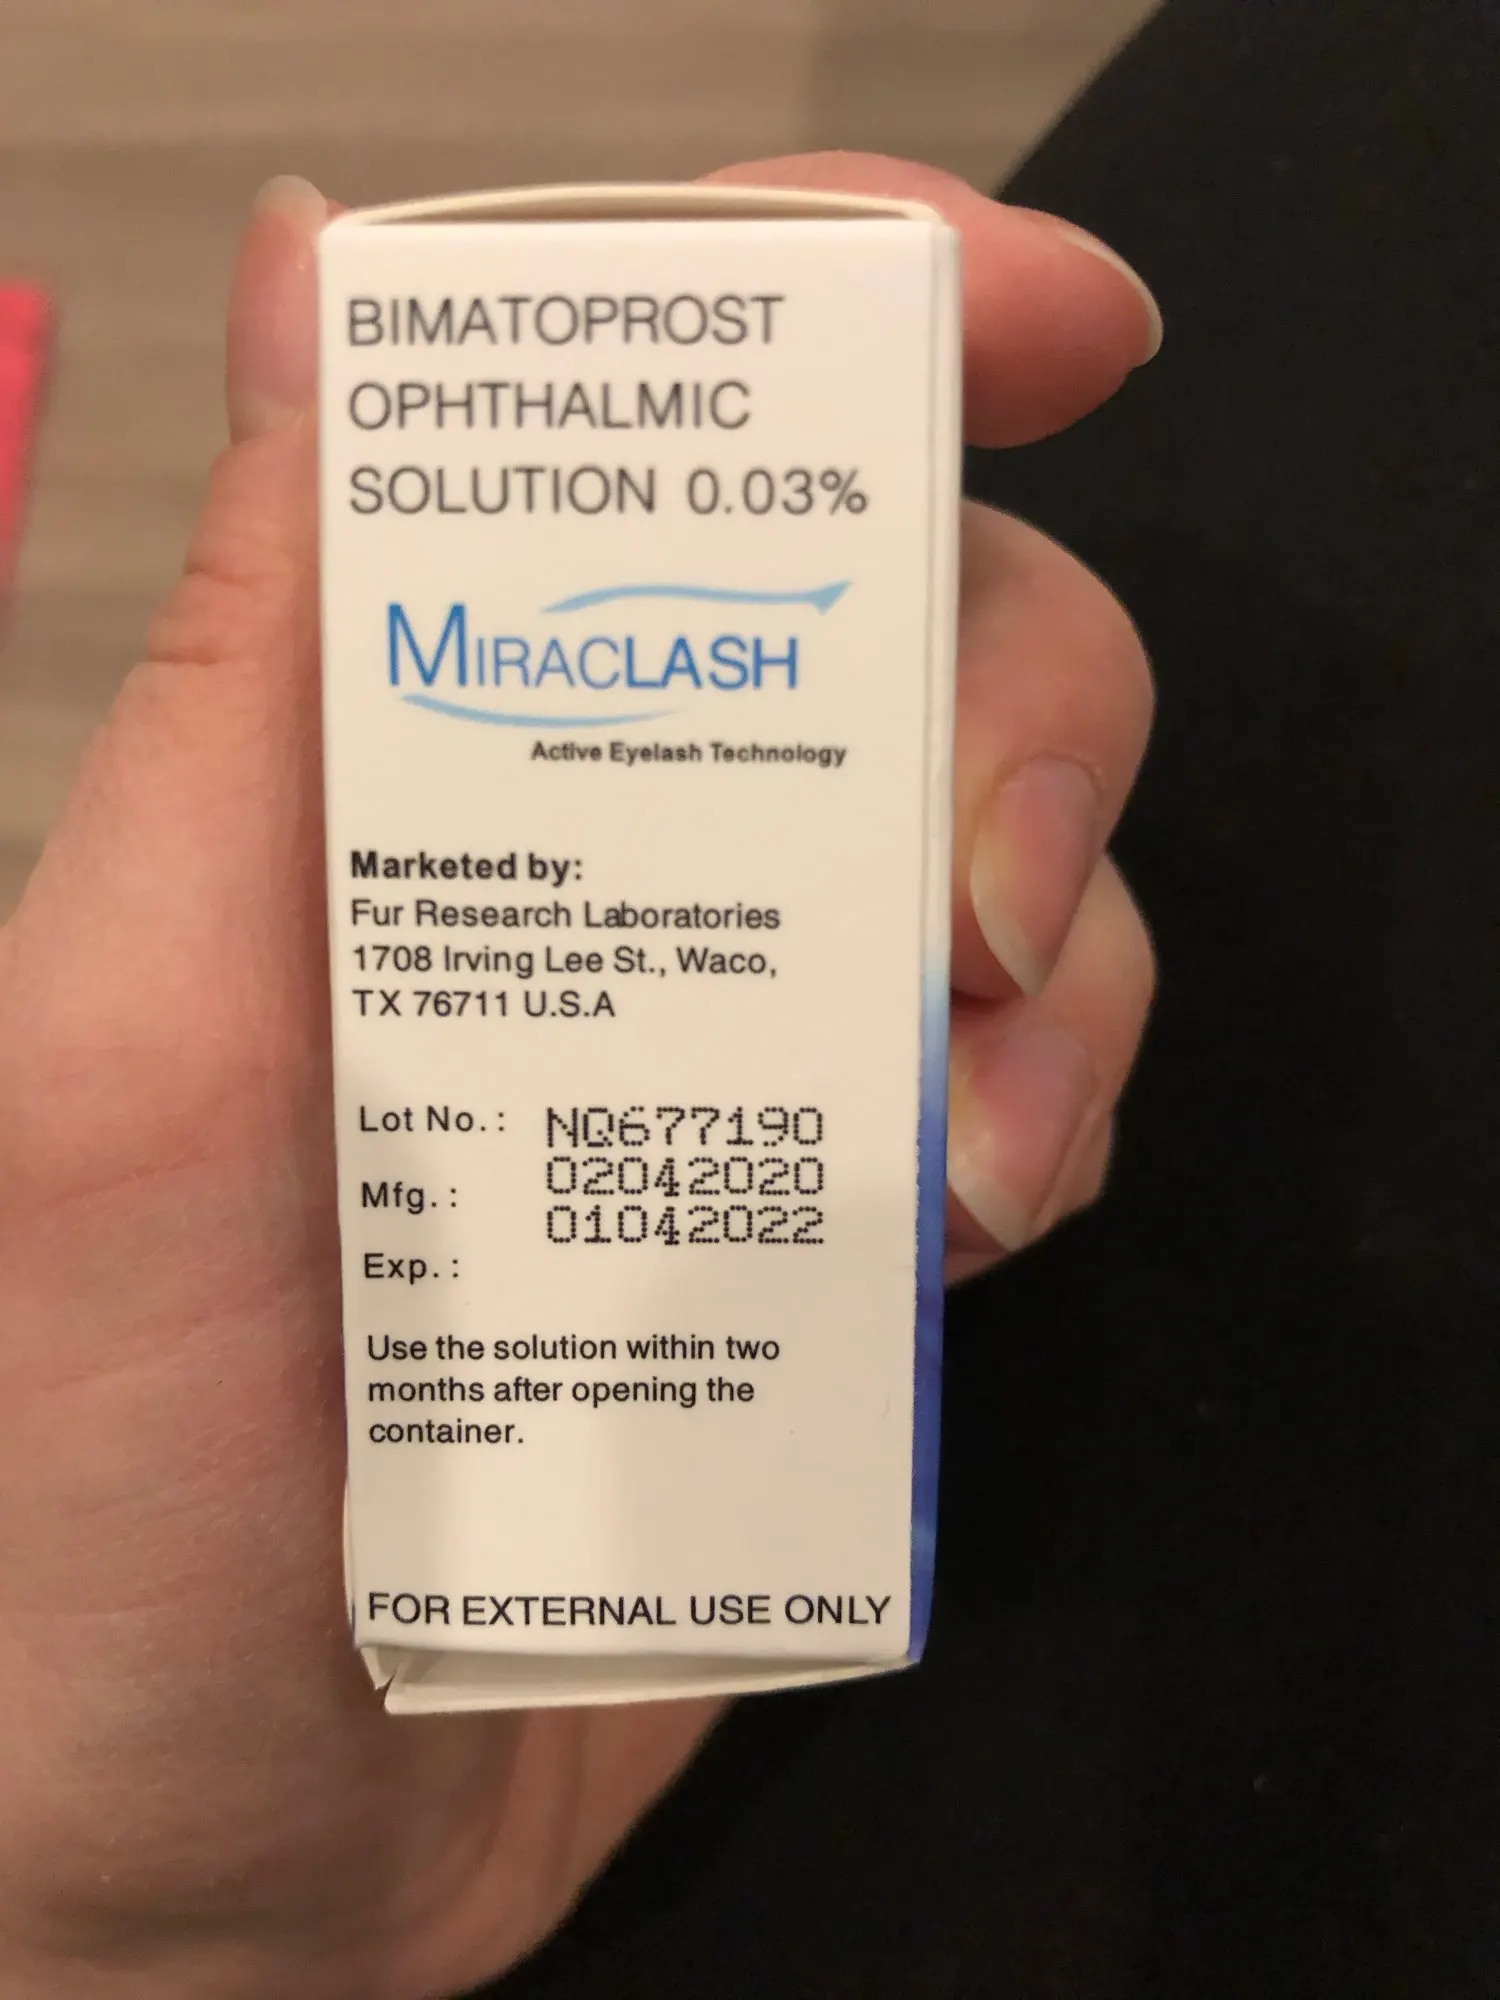 BIMATOPROST
OPHTHALMIC
SOLUTION 0.03%
MIRACLASH
Active Eyelash Technology
Marketed by:
Fur Research Laboratories
1708 Irving Lee St., Waco,
TX 76711 U.S.A
Lot No. : NQ677190
Mfg. : 02042020
Exp. : 01042022
Use the solution within two
months after opening the
container.
FOR EXTERNAL USE ONLY